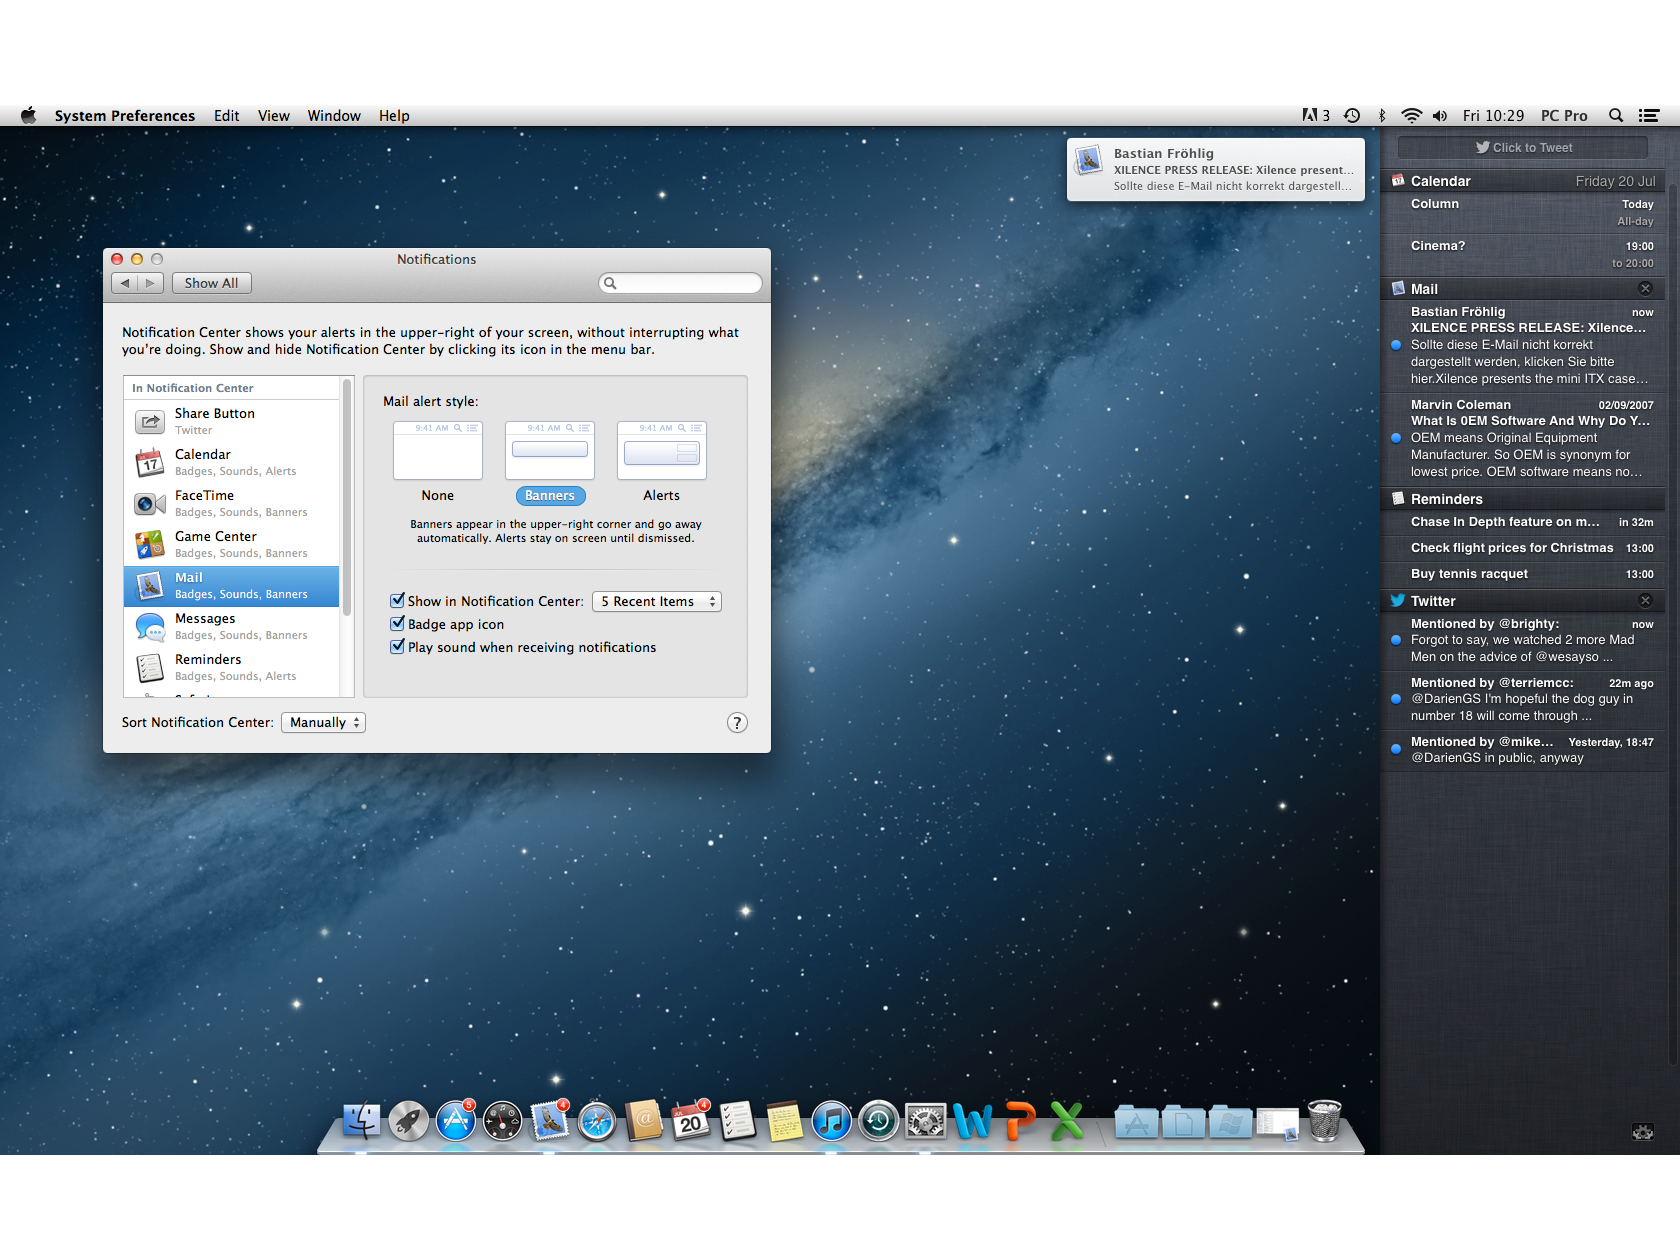 System Preferences Edit View Window Help
3 Fri 10:29 PC Pro
Bastian Fröhlig
XILENCE PRESS RELEASE: Xilence present...
Sollte diese E-Mail nicht korrekt dargestell...
Notifications
Show All
Notification Center shows your alerts in the upper-right of your screen, without interrupting what
you're doing. Show and hide Notification Center by clicking its icon in the menu bar.
In Notification Center
Share Button
Twitter
Calendar
Badges, Sounds, Alerts
FaceTime
Badges, Sounds, Banners
Game Center
Badges, Sounds, Banners
Mail
Badges, Sounds, Banners
Messages
Badges, Sounds, Banners
Reminders
Badges, Sounds, Alerts
Mail alert style:
9:41 AM
9:41 AM
9:41 AM
None
Banners
Alerts
Banners appear in the upper-right corner and go away
automatically. Alerts stay on screen until dismissed.
Show in Notification Center: 5 Recent Items
Badge app icon
Play sound when receiving notifications
Sort Notification Center: Manually
?
Click to Tweet
Calendar Friday 20 Jul
Column Today
All-day
Cinema? 19:00
to 20:00
Mail
Bastian Fröhlig now
XILENCE PRESS RELEASE: Xilence...
Sollte diese E-Mail nicht korrekt
dargestellt werden, klicken Sie bitte
hier.Xilence presents the mini ITX case...
Marvin Coleman 02/09/2007
What Is 0EM Software And Why Do Y...
OEM means Original Equipment
Manufacturer. So OEM is synonym for
lowest price. OEM software means no...
Reminders
Chase In Depth feature on m... in 32m
Check flight prices for Christmas 13:00
Buy tennis racquet 13:00
Twitter
Mentioned by @brighty: now
Forgot to say, we watched 2 more Mad
Men on the advice of @wesayso ...
Mentioned by @terriemcc: 22m ago
@DarienGS I'm hopeful the dog guy in
number 18 will come through ...
Mentioned by @mike... Yesterday, 18:47
@DarienGS in public, anyway
17
5
4
4
JUL
20